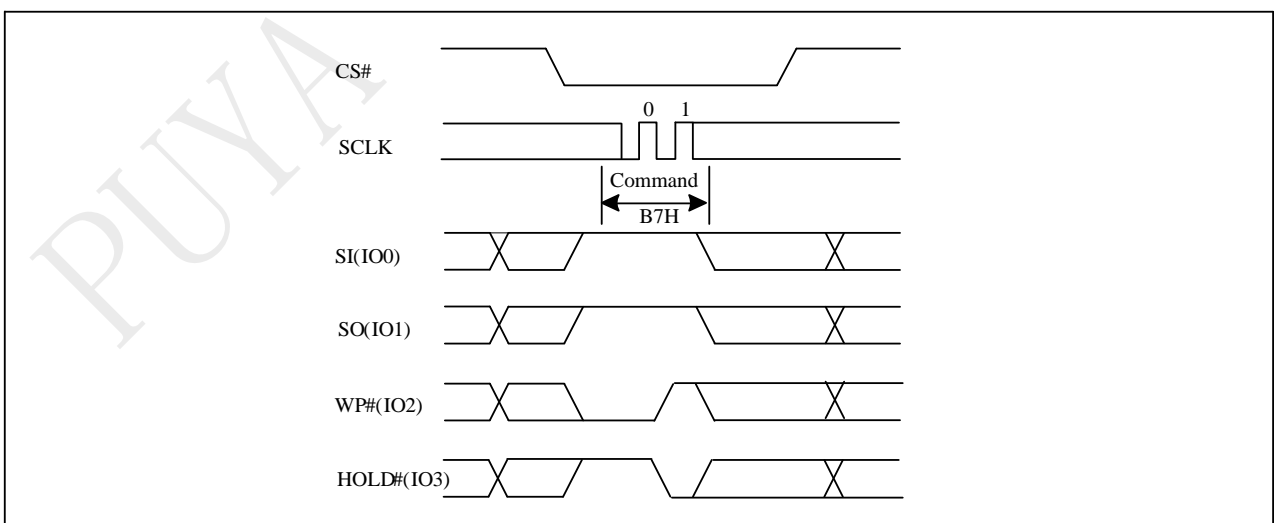 PUYA
CS#
0 1
SCLK
Command
B7H
SI(IO0)
SO(IO1)
WP#(IO2)
HOLD#(IO3)